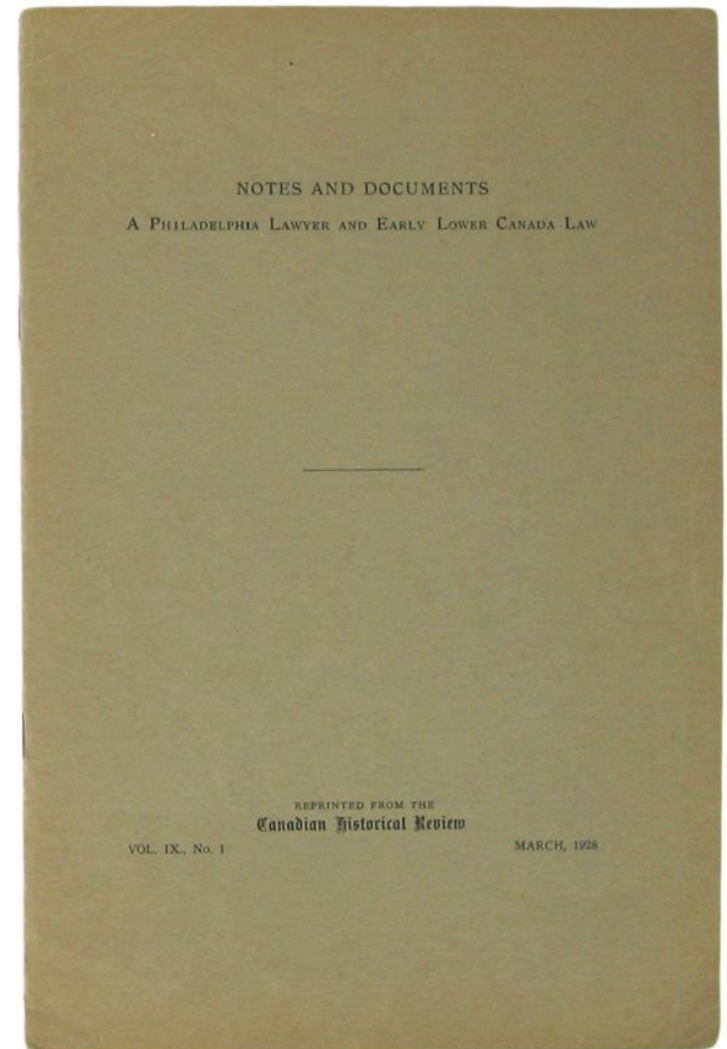 NOTES AND DOCUMENTS
A Philadelphia Lawyer and Early Lower Canada Law
REPRINTED FROM THE
Canadian Historical Review
VOL. IX., No. 1
MARCH, 1928